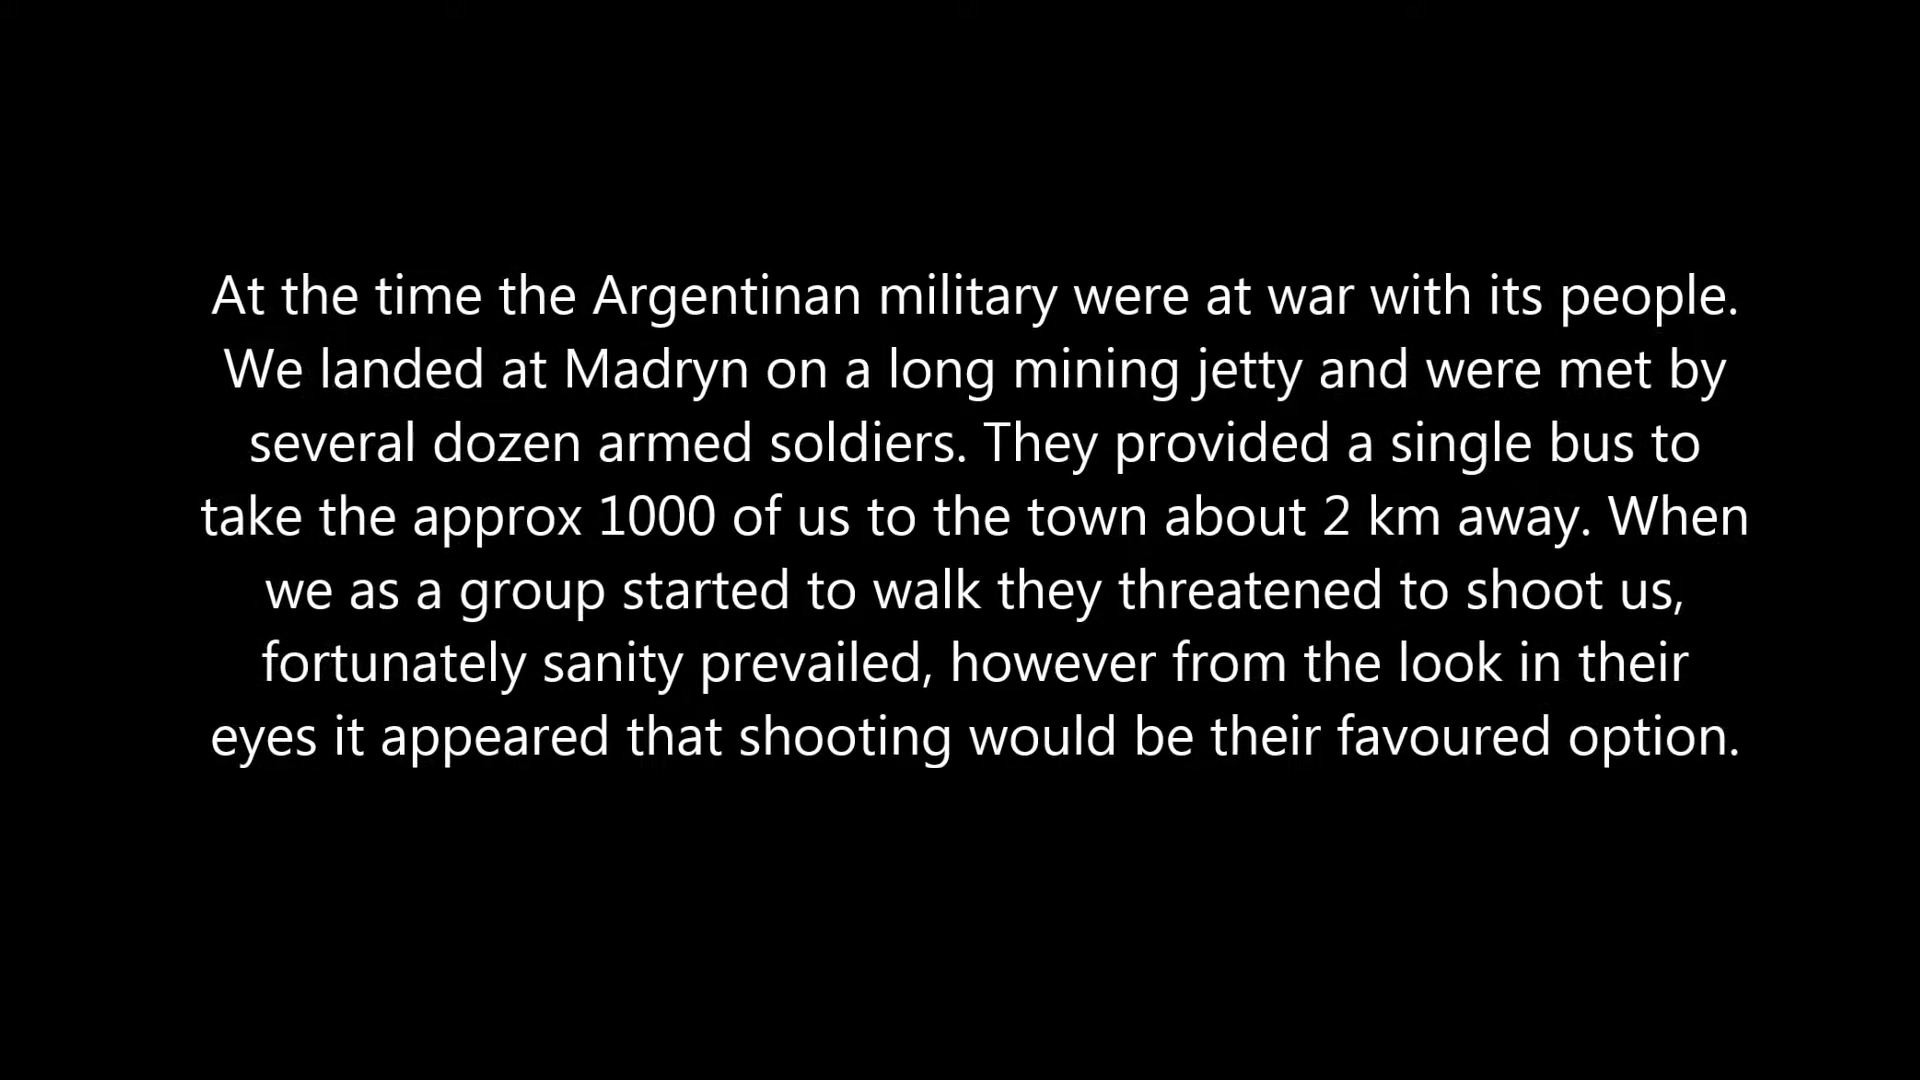 At the time the Argentinan military were at war with its people.
We landed at Madryn on a long mining jetty and were met by
several dozen armed soldiers. They provided a single bus to
take the approx 1000 of us to the town about 2 km away. When
we as a group started to walk they threatened to shoot us,
fortunately sanity prevailed, however from the look in their
eyes it appeared that shooting would be their favoured option.